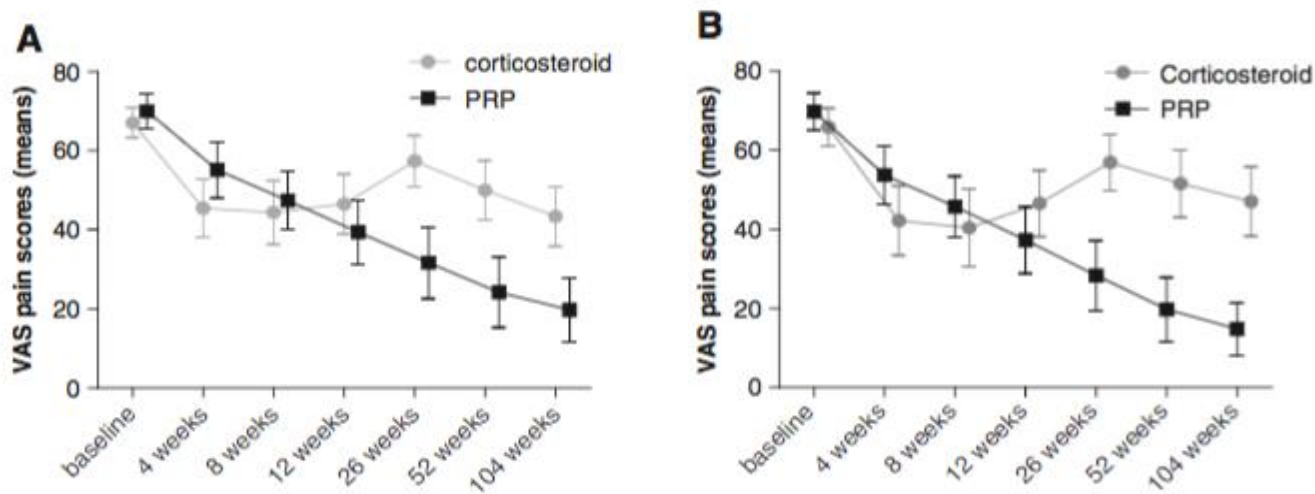 A
corticosteroid
PRP
VAS pain scores (means)
80
60
40
20
0
baseline
4 weeks
8 weeks
12 weeks
26 weeks
52 weeks
104 weeks
B
Corticosteroid
PRP
VAS pain scores (means)
80
60
40
20
0
baseline
4 weeks
8 weeks
12 weeks
26 weeks
52 weeks
104 weeks